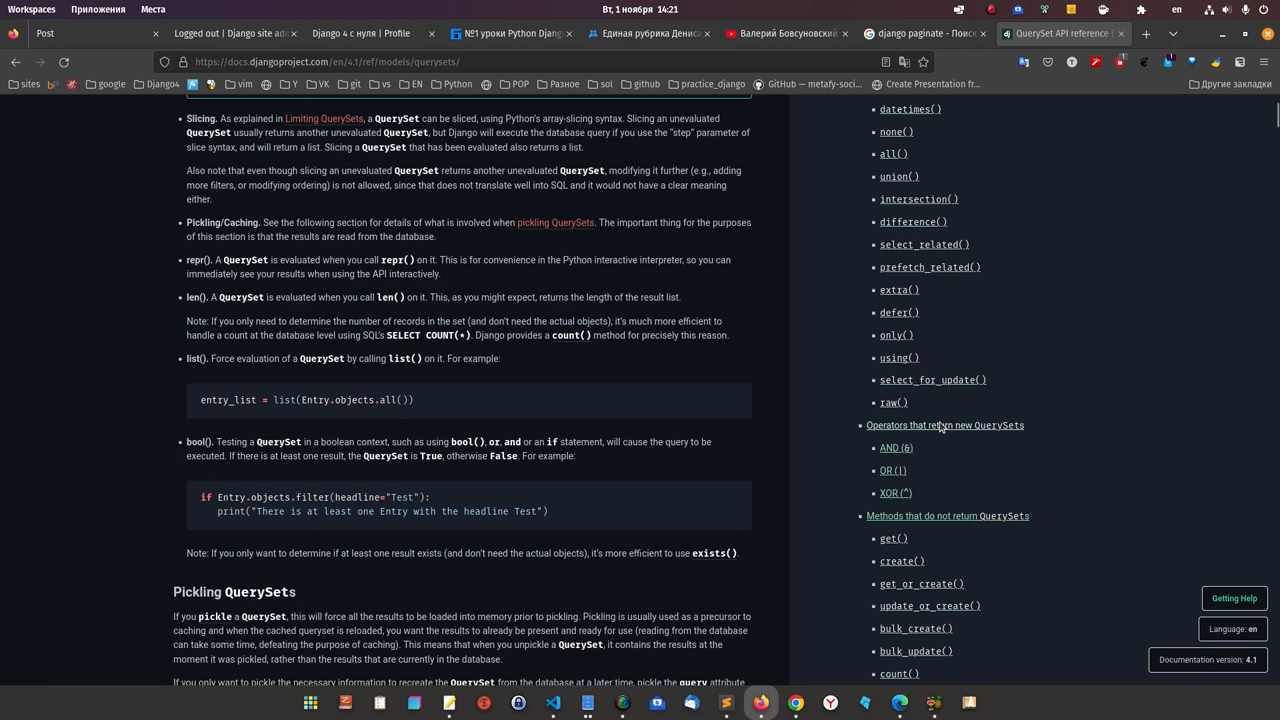 Workspaces Приложения Места
Вт, 1 ноября 14:21
en
Post
Logged out | Django site adm
Django 4 с нуля | Profile
№1 уроки Python Django
Единая рубрика Дениса
Валерий Бовсуновский
django paginate - Поиск
QuerySet API reference |
https://docs.djangoproject.com/en/4.1/ref/models/querysets/
sites
google
Django4
vim
Y
VK
git
vs
EN
Python
POP
Разное
sol
github
practice_django
GitHub — metafy-soci...
Create Presentation fr...
Другие закладки
Slicing. As explained in Limiting QuerySets, a QuerySet can be sliced, using Python's array-slicing syntax. Slicing an unevaluated
QuerySet usually returns another unevaluated QuerySet, but Django will execute the database query if you use the “step” parameter of
slice syntax, and will return a list. Slicing a QuerySet that has been evaluated also returns a list.
Also note that even though slicing an unevaluated QuerySet returns another unevaluated QuerySet, modifying it further (e.g., adding
more filters, or modifying ordering) is not allowed, since that does not translate well into SQL and it would not have a clear meaning
either.
Pickling/Caching. See the following section for details of what is involved when pickling QuerySets. The important thing for the purposes
of this section is that the results are read from the database.
repr(). A QuerySet is evaluated when you call repr() on it. This is for convenience in the Python interactive interpreter, so you can
immediately see your results when using the API interactively.
len(). A QuerySet is evaluated when you call len() on it. This, as you might expect, returns the length of the result list.
Note: If you only need to determine the number of records in the set (and don't need the actual objects), it's much more efficient to
handle a count at the database level using SQL's SELECT COUNT(*). Django provides a count() method for precisely this reason.
list(). Force evaluation of a QuerySet by calling list() on it. For example:
entry_list = list(Entry.objects.all())
bool(). Testing a QuerySet in a boolean context, such as using bool(), or, and or an if statement, will cause the query to be
executed. If there is at least one result, the QuerySet is True, otherwise False. For example:
if Entry.objects.filter(headline="Test"):
print("There is at least one Entry with the headline Test")
Note: If you only want to determine if at least one result exists (and don't need the actual objects), it's more efficient to use exists().
Pickling QuerySets
If you pickle a QuerySet, this will force all the results to be loaded into memory prior to pickling. Pickling is usually used as a precursor to
caching and when the cached queryset is reloaded, you want the results to already be present and ready for use (reading from the database
can take some time, defeating the purpose of caching). This means that when you unpickle a QuerySet, it contains the results at the
moment it was pickled, rather than the results that are currently in the database.
If you only want to pickle the necessary information to recreate the QuerySet from the database at a later time, pickle the query attribute
datetimes()
none()
all()
union()
intersection()
difference()
select_related()
prefetch_related()
extra()
defer()
only()
using()
select_for_update()
raw()
Operators that return new QuerySets
AND (&)
OR (|)
XOR (^)
Methods that do not return QuerySets
get()
create()
get_or_create()
update_or_create()
bulk_create()
bulk_update()
count()
Getting Help
Language: en
Documentation version: 4.1